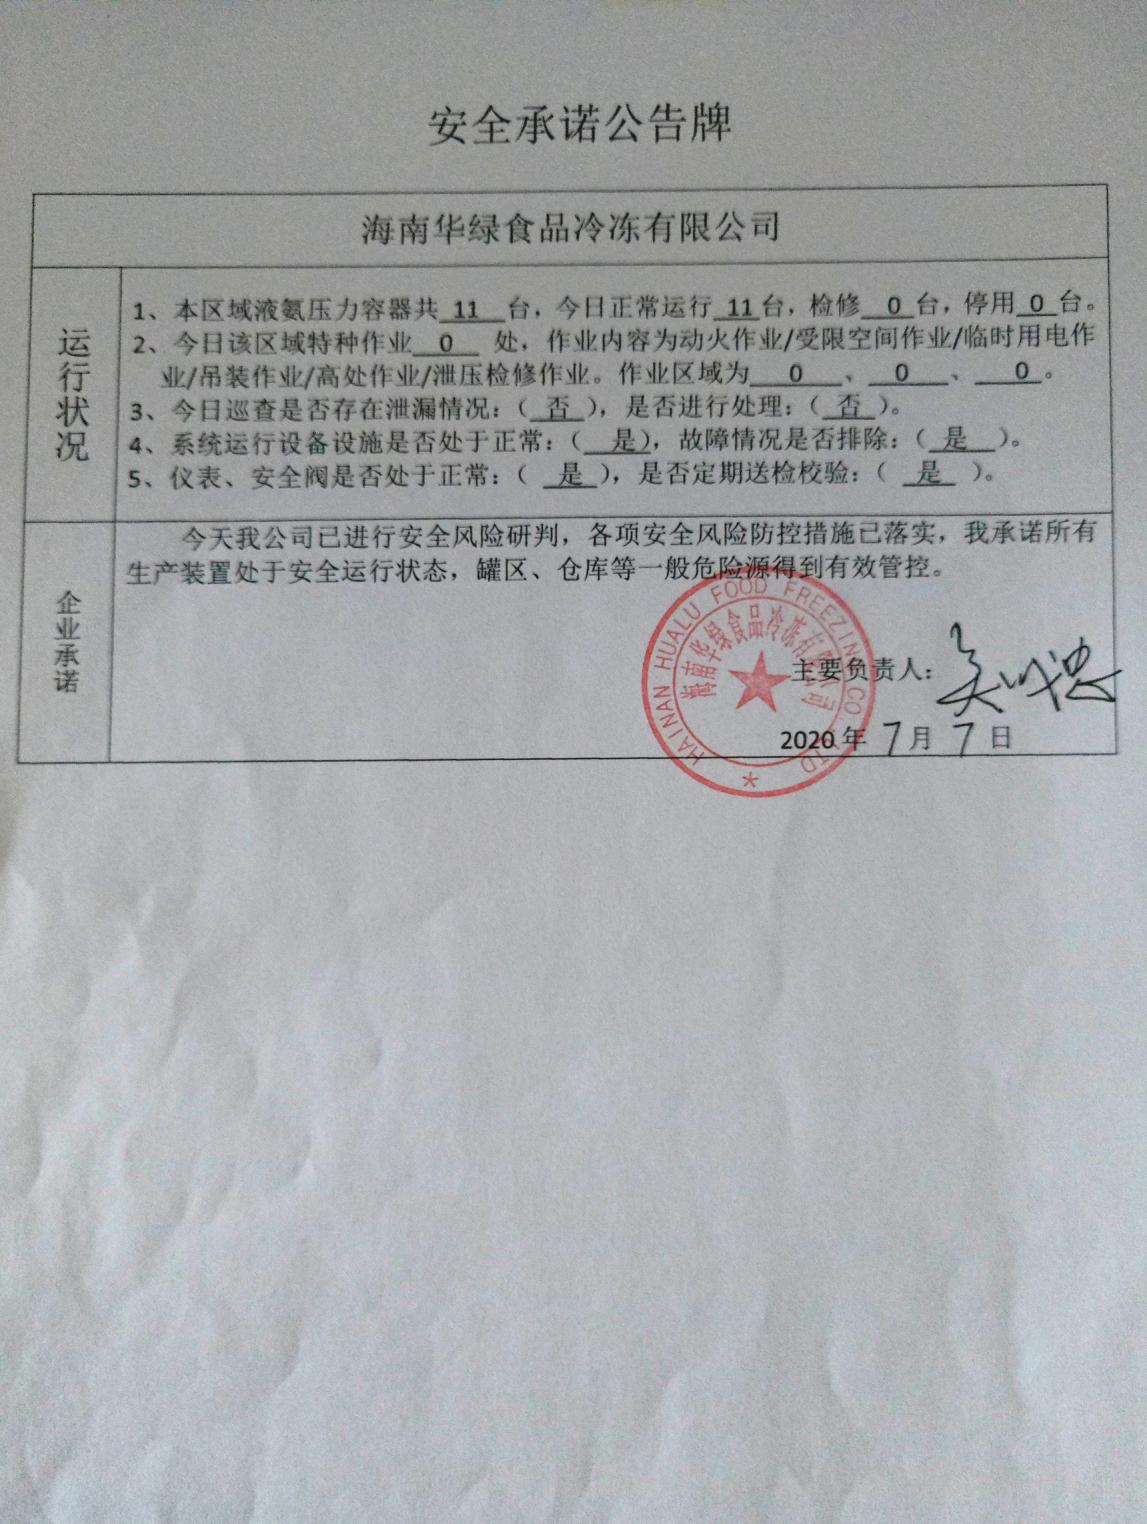 安全承诺公告牌
海南华绿食品冷冻有限公司
运行状况
1、本区域液氨压力容器共 11 台，今日正常运行 11 台，检修 0 台，停用 0 台。
2、今日该区域特种作业 0 处，作业内容为动火作业/受限空间作业/临时用电作
业/吊装作业/高处作业/泄压检修作业。作业区域为 0 、 0 、 0 。
3、今日巡查是否存在泄漏情况：（ 否 ），是否进行处理：（ 否 ）。
4、系统运行设备设施是否处于正常：（ 是 ），故障情况是否排除：（ 是 ）。
5、仪表、安全阀是否处于正常：（ 是 ），是否定期送检校验：（ 是 ）。
企业承诺
今天我公司已进行安全风险研判，各项安全风险防控措施已落实，我承诺所有
生产装置处于安全运行状态，罐区、仓库等一般危险源得到有效管控。
HAINAN HUALU FOOD FREEZING CO.,LTD
海南华绿食品冷冻有限公司
主要负责人：
2020 年 7 月 7 日